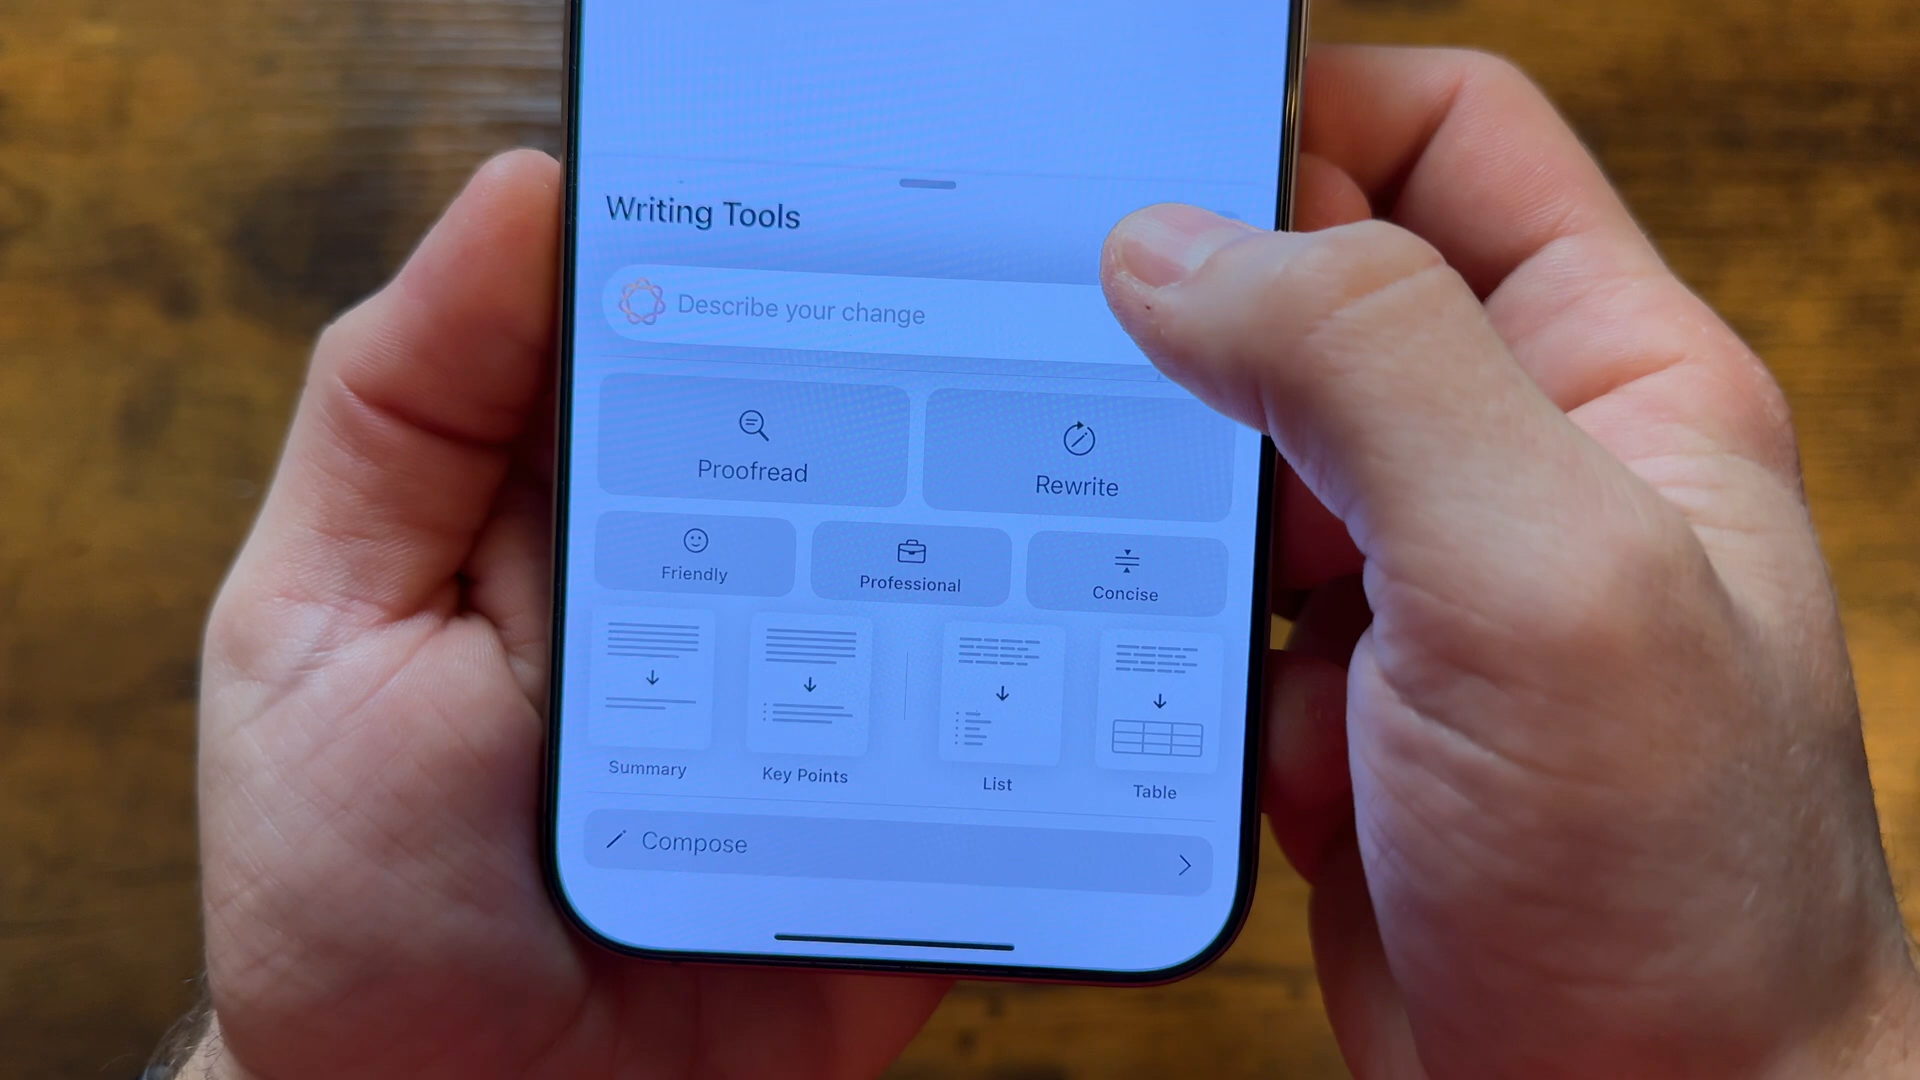 Writing Tools
Describe your change
Proofread
Rewrite
Friendly
Professional
Concise
Summary
Key Points
List
Table
Compose